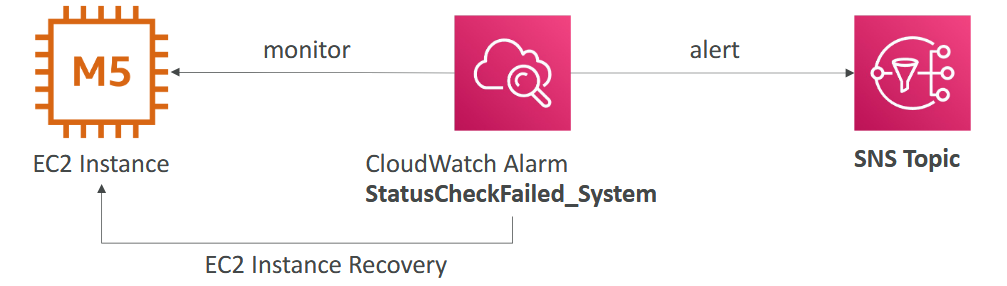 monitor
alert
M5
EC2 Instance
CloudWatch Alarm
StatusCheckFailed_System
SNS Topic
EC2 Instance Recovery